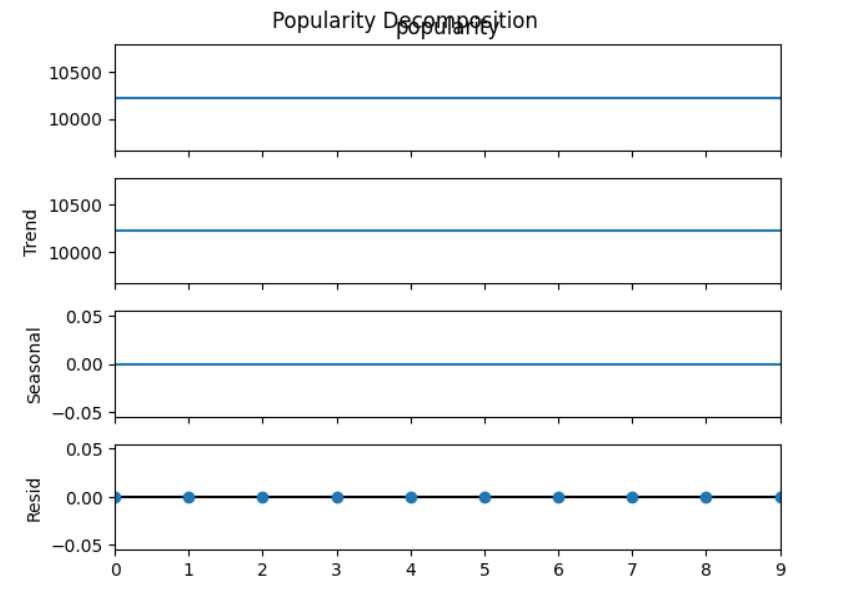 Popularity Decomposition
popularity
10500
10000
Trend
10500
10000
Seasonal
0.05
0.00
−0.05
Resid
0.05
0.00
−0.05
0 1 2 3 4 5 6 7 8 9